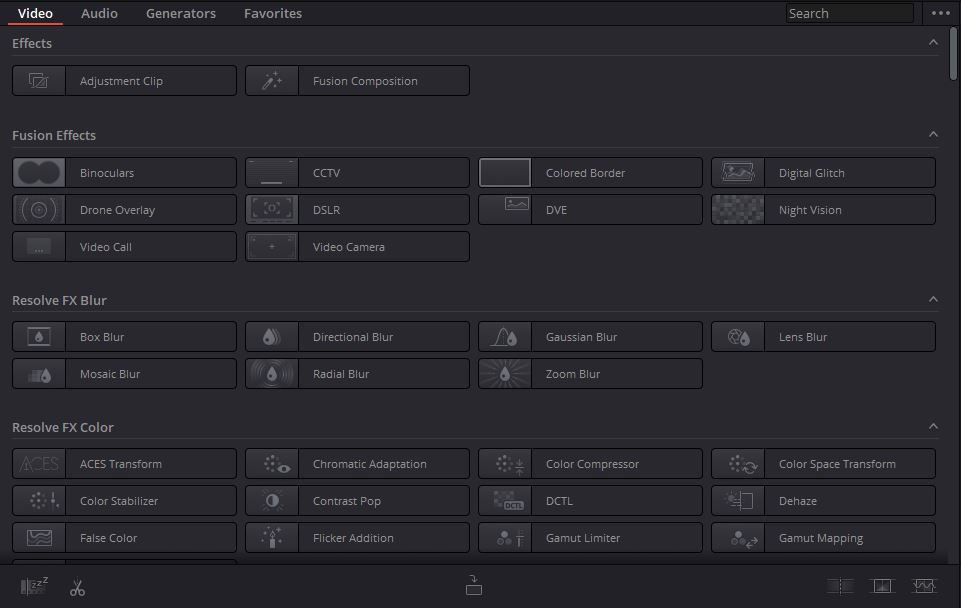 Video Audio Generators Favorites Search
Effects
Adjustment Clip Fusion Composition
Fusion Effects
Binoculars CCTV Colored Border Digital Glitch
Drone Overlay DSLR DVE Night Vision
Video Call Video Camera
Resolve FX Blur
Box Blur Directional Blur Gaussian Blur Lens Blur
Mosaic Blur Radial Blur Zoom Blur
Resolve FX Color
ACES ACES Transform Chromatic Adaptation Color Compressor Color Space Transform
Color Stabilizer Contrast Pop DCTL DCTL Dehaze
False Color Flicker Addition Gamut Limiter Gamut Mapping
zzZ